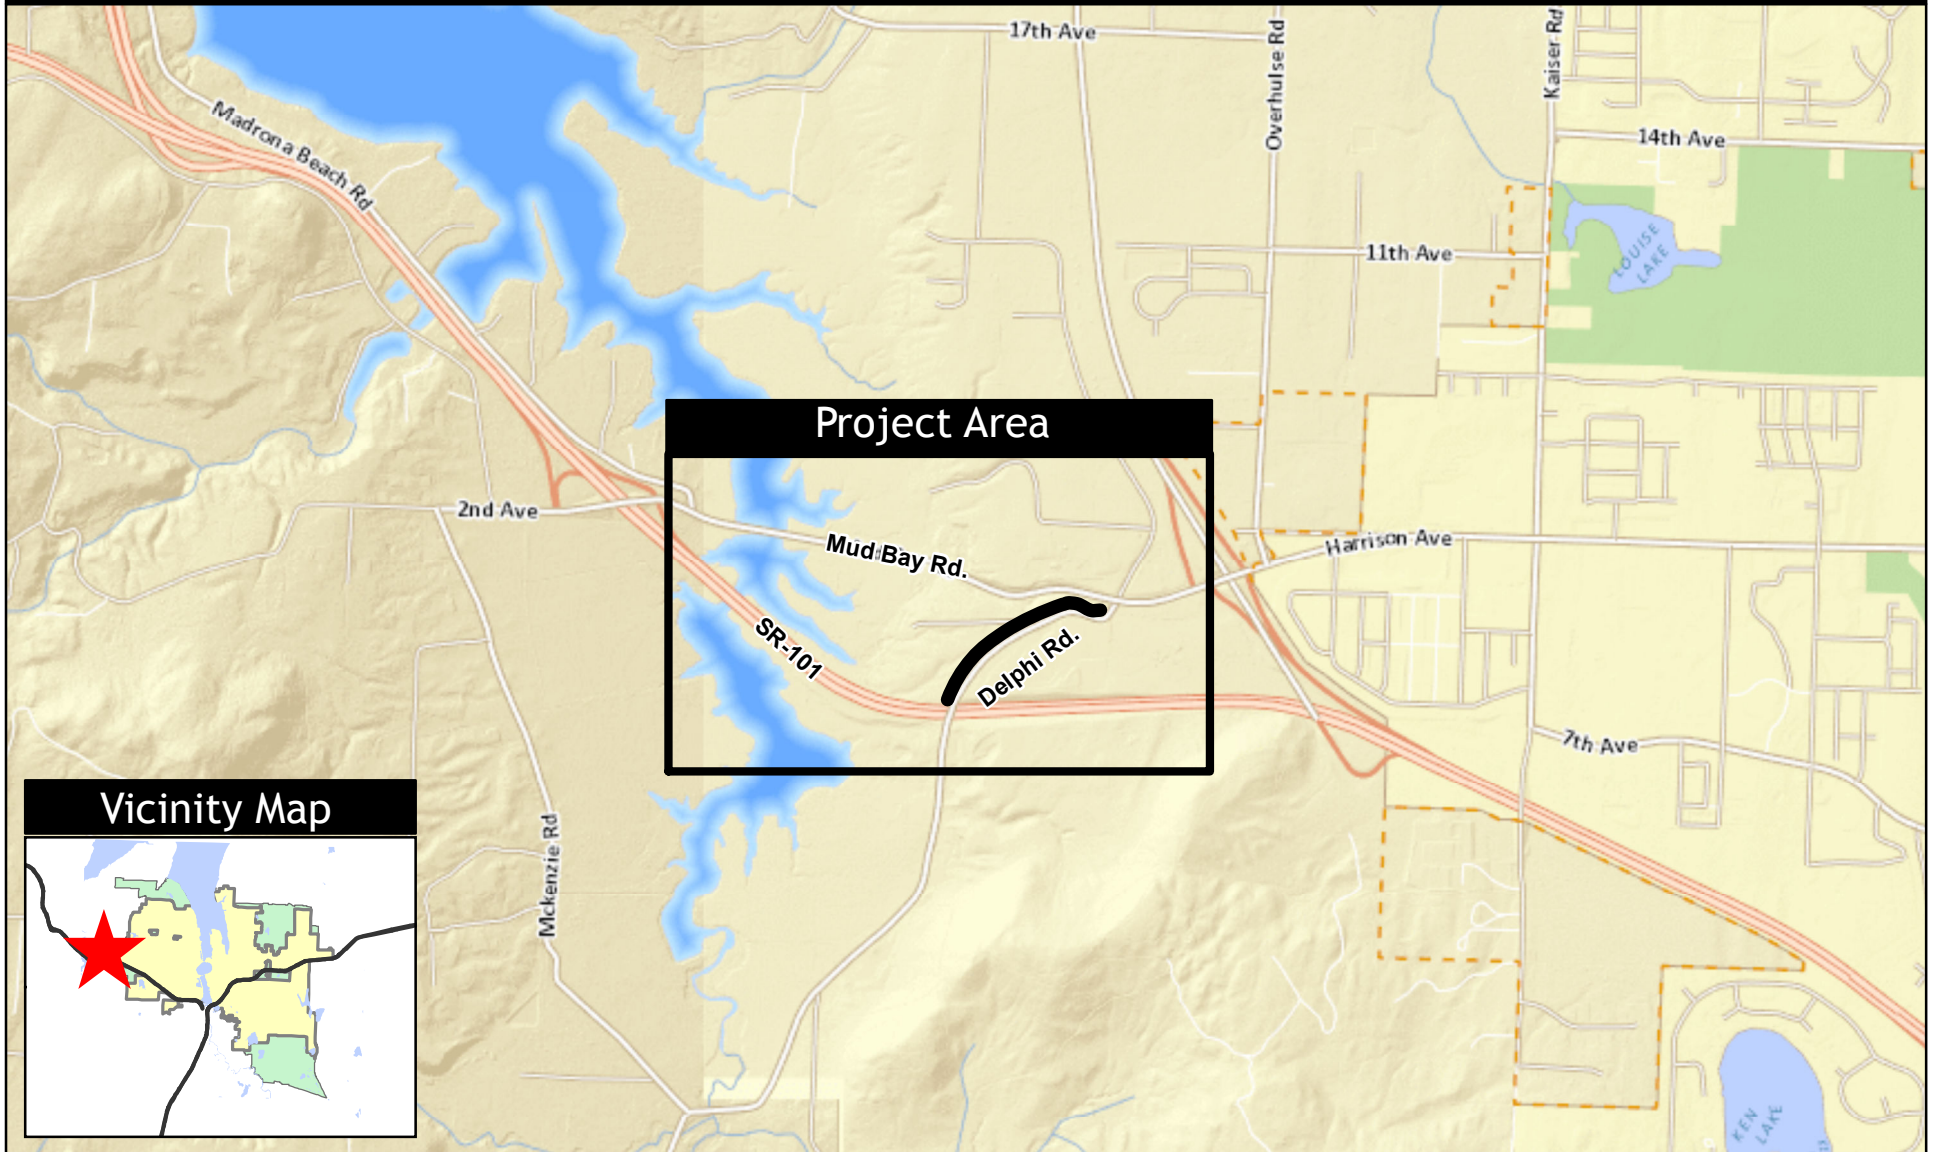 17th Ave
Overhulse Rd
Kaiser Rd
Madrona Beach Rd
14th Ave
11th Ave
LOUISE
LAKE
Project Area
2nd Ave
Mud Bay Rd.
Harrison Ave
SR-101
Delphi Rd.
7th Ave
Vicinity Map
Mckenzie Rd
KEN
LAKE